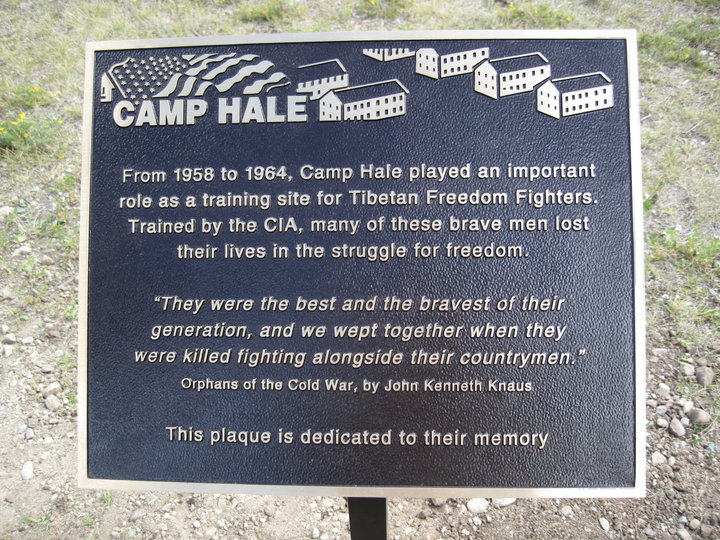 CAMP HALE
From 1958 to 1964, Camp Hale played an important
role as a training site for Tibetan Freedom Fighters.
Trained by the CIA, many of these brave men lost
their lives in the struggle for freedom.
“They were the best and the bravest of their
generation, and we wept together when they
were killed fighting alongside their countrymen.”
Orphans of the Cold War, by John Kenneth Knaus
This plaque is dedicated to their memory